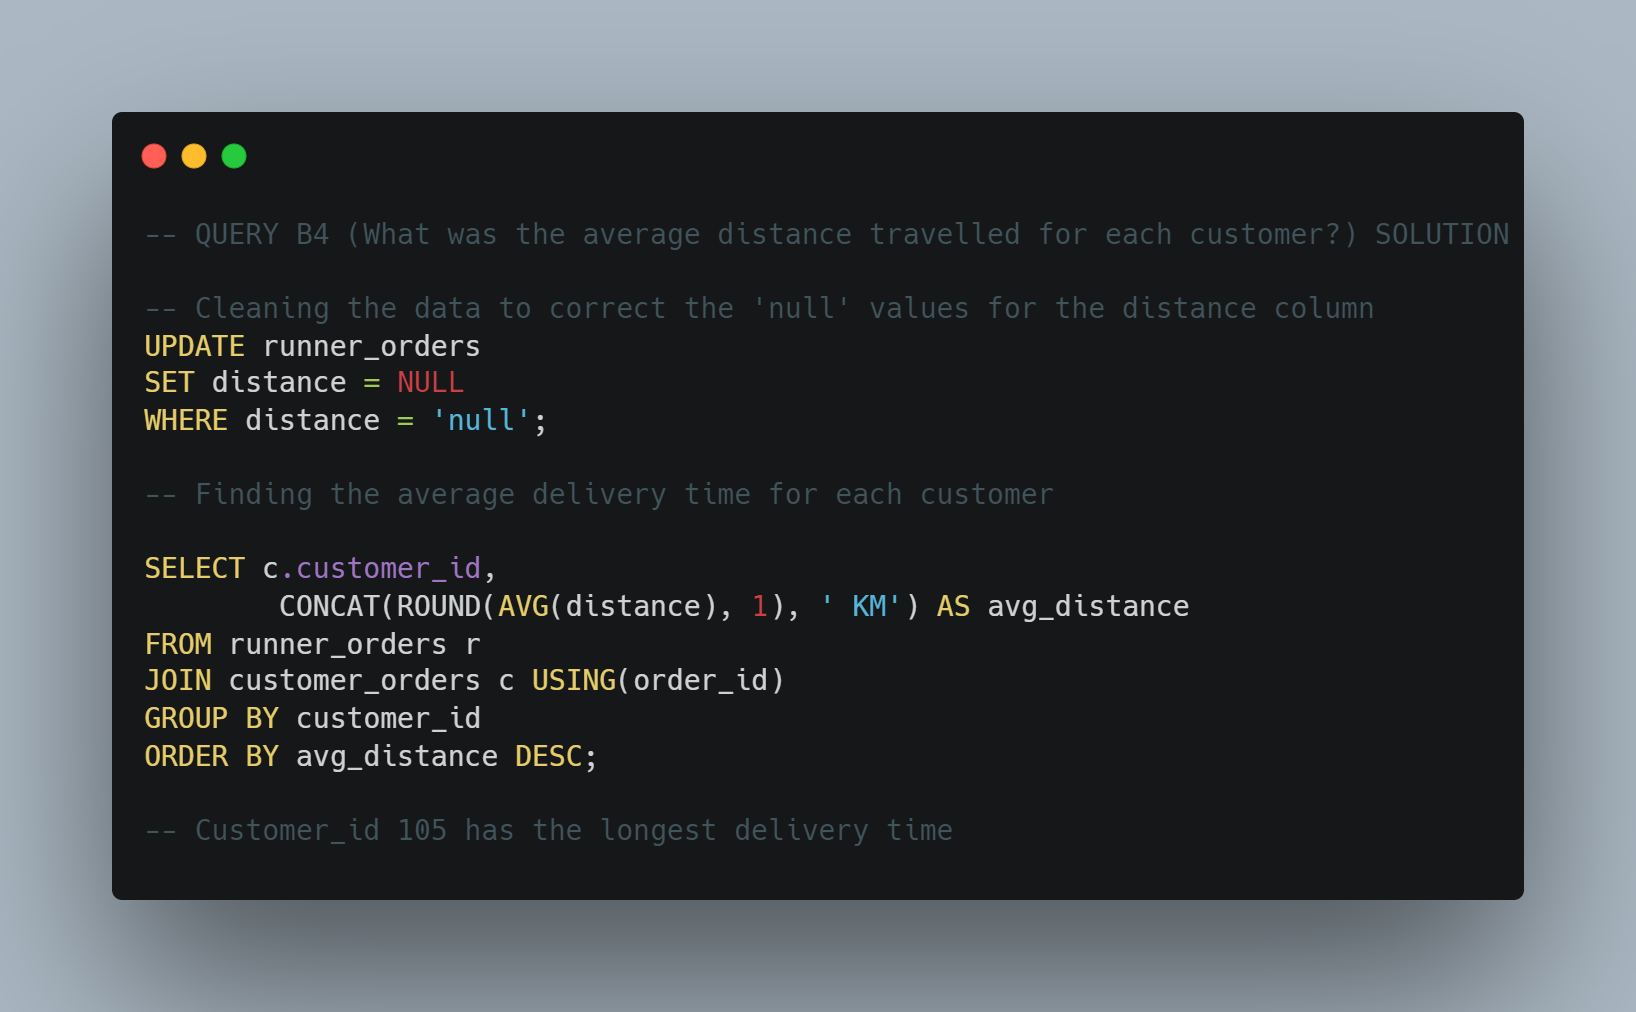 -- QUERY B4 (What was the average distance travelled for each customer?) SOLUTION
-- Cleaning the data to correct the 'null' values for the distance column
UPDATE runner_orders
SET distance = NULL
WHERE distance = 'null';
-- Finding the average delivery time for each customer
SELECT c.customer_id,
        CONCAT(ROUND(AVG(distance), 1), ' KM') AS avg_distance
FROM runner_orders r
JOIN customer_orders c USING(order_id)
GROUP BY customer_id
ORDER BY avg_distance DESC;
-- Customer_id 105 has the longest delivery time